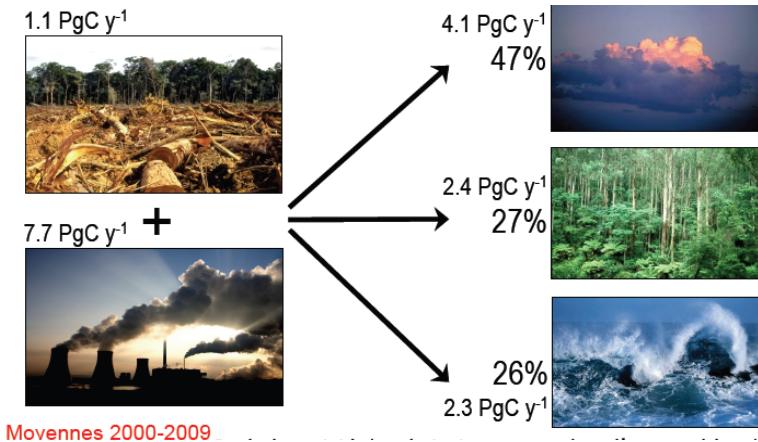 1.1 PgC y⁻¹
+
7.7 PgC y⁻¹
4.1 PgC y⁻¹
47%
2.4 PgC y⁻¹
27%
26%
2.3 PgC y⁻¹
Moyennes 2000-2009